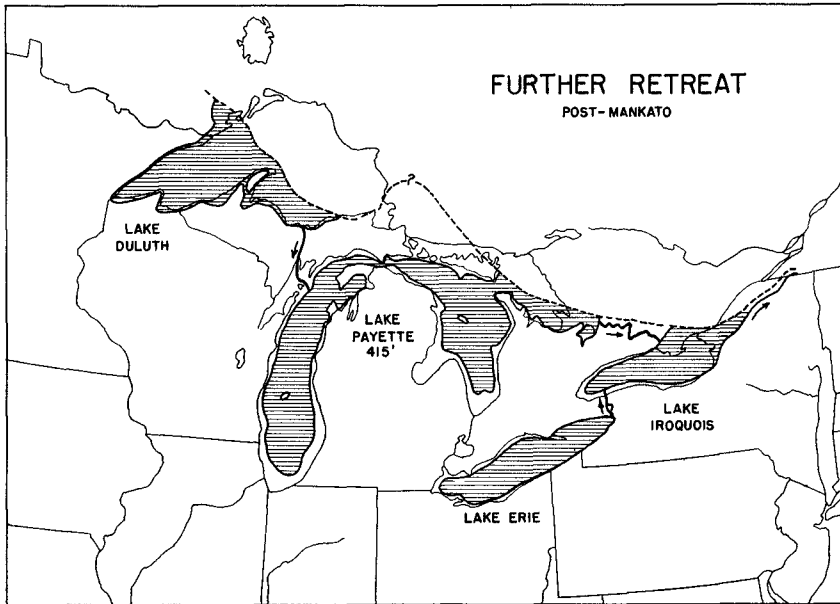 FURTHER RETREAT
POST-MANKATO
?
LAKE
DULUTH
LAKE
PAYETTE
415'
LAKE
IROQUOIS
LAKE ERIE